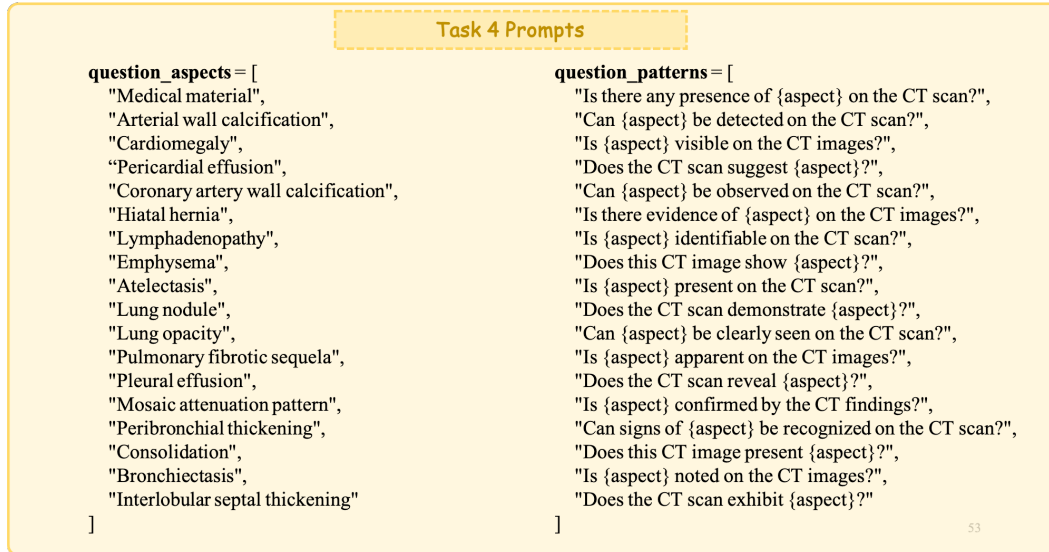 Task 4 Prompts
question_aspects = [
"Medical material",
"Arterial wall calcification",
"Cardiomegaly",
“Pericardial effusion",
"Coronary artery wall calcification",
"Hiatal hernia",
"Lymphadenopathy",
"Emphysema",
"Atelectasis",
"Lung nodule",
"Lung opacity",
"Pulmonary fibrotic sequela",
"Pleural effusion",
"Mosaic attenuation pattern",
"Peribronchial thickening",
"Consolidation",
"Bronchiectasis",
"Interlobular septal thickening"
]
question_patterns = [
"Is there any presence of {aspect} on the CT scan?",
"Can {aspect} be detected on the CT scan?",
"Is {aspect} visible on the CT images?",
"Does the CT scan suggest {aspect}?",
"Can {aspect} be observed on the CT scan?",
"Is there evidence of {aspect} on the CT images?",
"Is {aspect} identifiable on the CT scan?",
"Does this CT image show {aspect}?",
"Is {aspect} present on the CT scan?",
"Does the CT scan demonstrate {aspect}?",
"Can {aspect} be clearly seen on the CT scan?",
"Is {aspect} apparent on the CT images?",
"Does the CT scan reveal {aspect}?",
"Is {aspect} confirmed by the CT findings?",
"Can signs of {aspect} be recognized on the CT scan?",
"Does this CT image present {aspect}?",
"Is {aspect} noted on the CT images?",
"Does the CT scan exhibit {aspect}?"
]
53